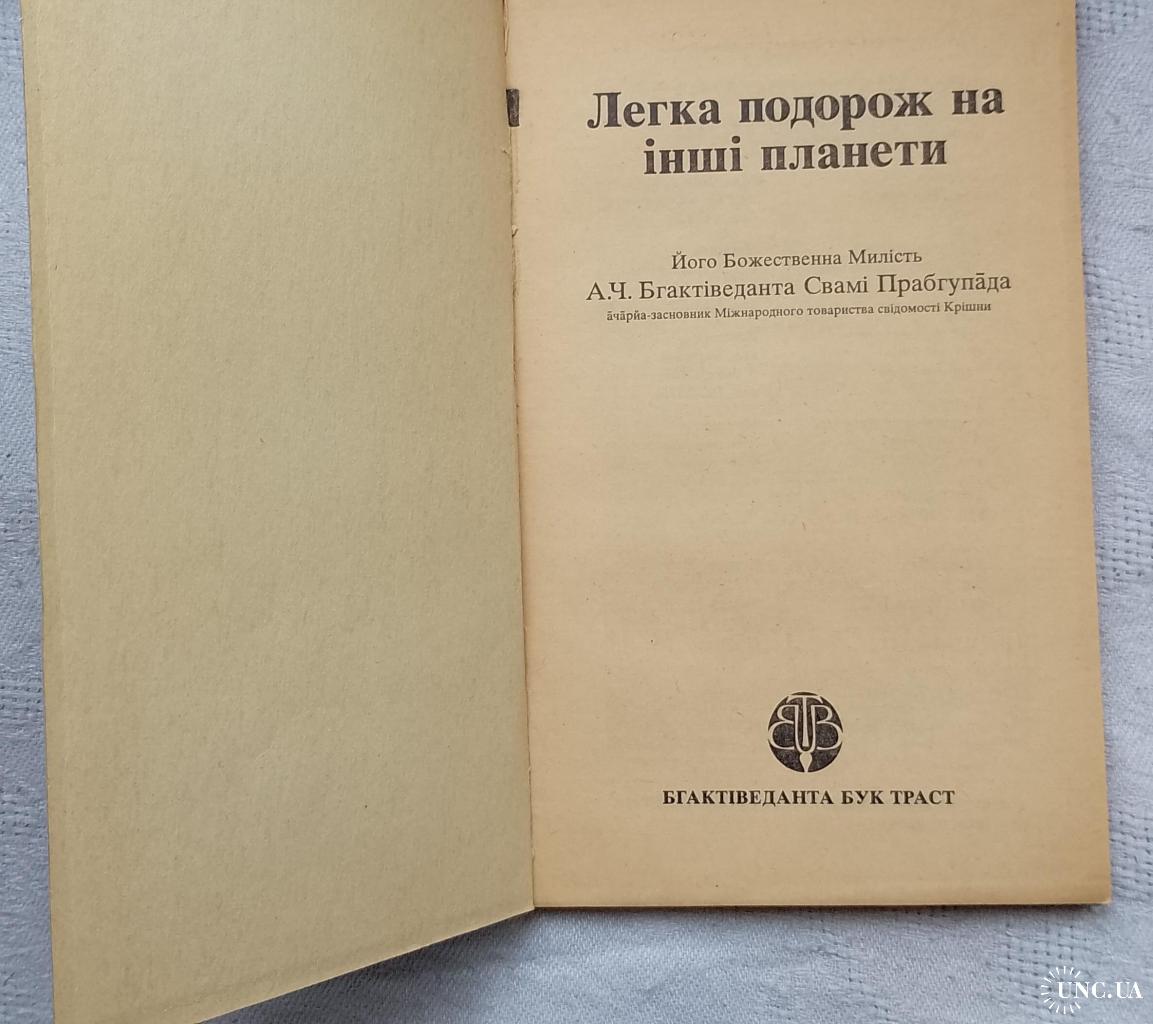 Легка подорож на
інші планети
Його Божественна Милість
А.Ч. Бгактіведанта Свамі Прабгупāда
āчāрйа-засновник Міжнародного товариства свідомості Крішни
BTB
БГАКТІВЕДАНТА БУК ТРАСТ
UNC.UA